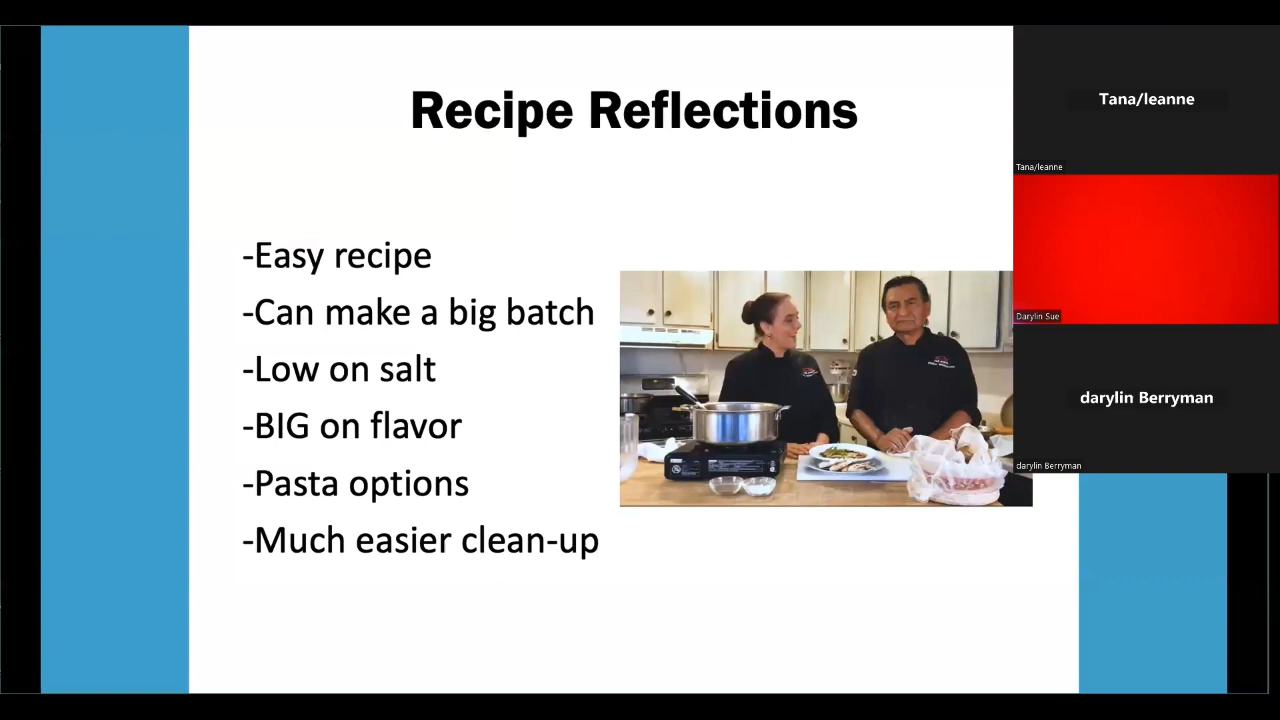 Recipe Reflections
-Easy recipe
-Can make a big batch
-Low on salt
-BIG on flavor
-Pasta options
-Much easier clean-up
Tana/leanne
Tana/leanne
Darylin Sue
darylin Berryman
darylin Berryman